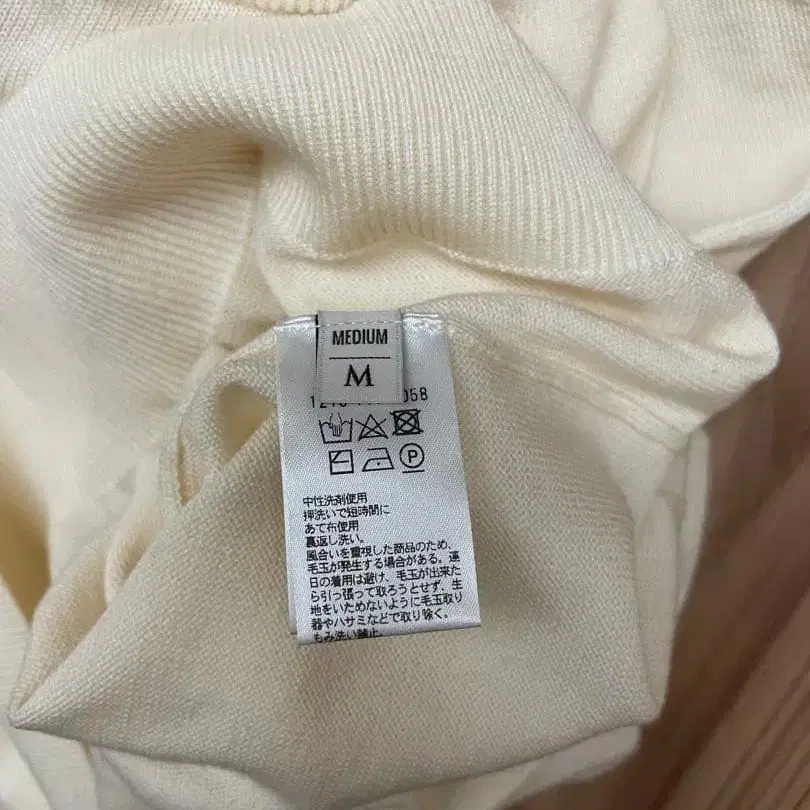 MEDIUM
M
058
P
中性洗剤使用
押洗いで短時間に
あて布使用
裏返し洗い。
風合いを重視した商品のため、
毛玉が発生する場合がある。連
日の着用は避け、毛玉が出来た
ら引っ張って取ろうとせず、生
地をいためないように毛玉取り
器やハサミなどで取り除く。
もみ洗い禁止